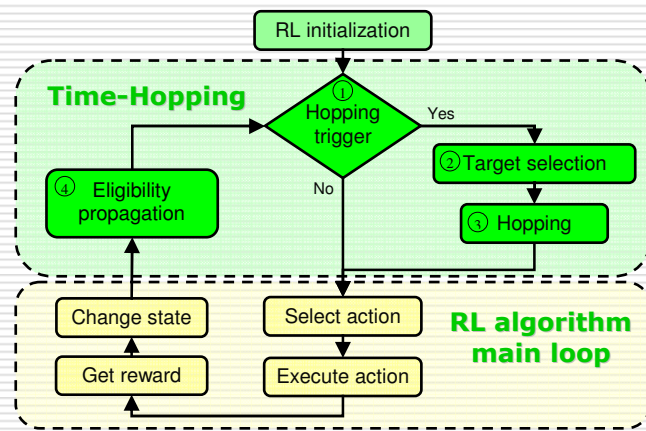 RL initialization
Time-Hopping
①
Hopping
trigger
Yes
No
② Target selection
③ Hopping
④ Eligibility
propagation
Change state
Select action
RL algorithm
main loop
Get reward
Execute action